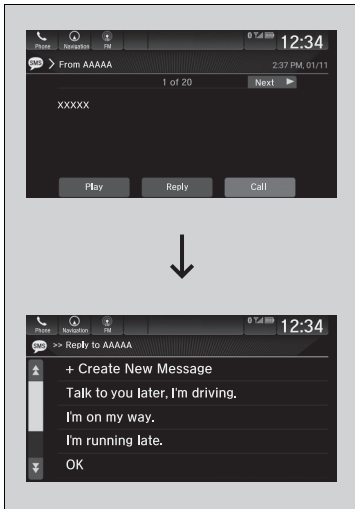 Phone Navigation FM 12:34
SMS > From AAAAA 2:37 PM, 01/11
1 of 20 Next
XXXXX
Play Reply Call
Phone Navigation FM 12:34
SMS >> Reply to AAAAA
+ Create New Message
Talk to you later, I'm driving.
I'm on my way.
I'm running late.
OK